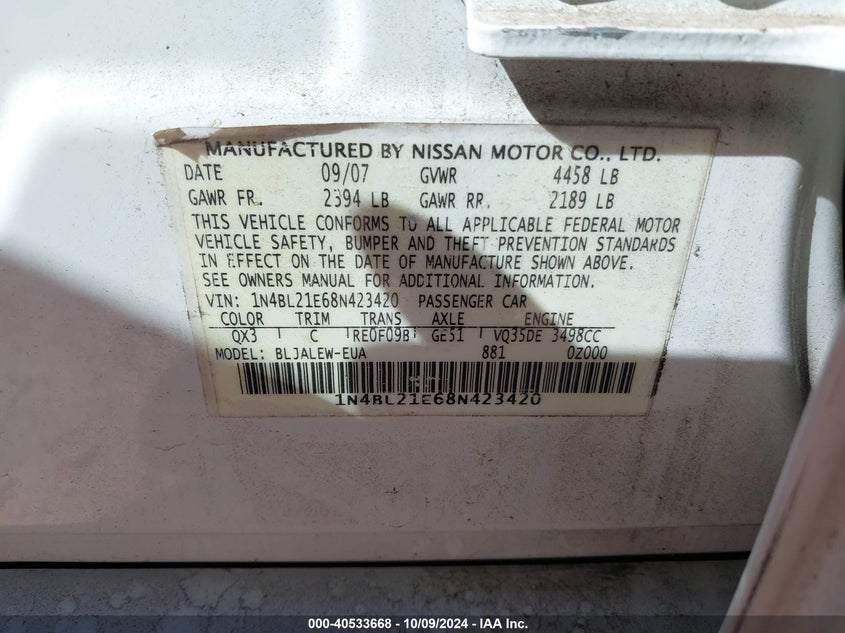 MANUFACTURED BY NISSAN MOTOR CO., LTD.
DATE 09/07 GVWR 4458 LB
GAWR FR. 2394 LB GAWR RR. 2189 LB
THIS VEHICLE CONFORMS TO ALL APPLICABLE FEDERAL MOTOR
VEHICLE SAFETY, BUMPER AND THEFT PREVENTION STANDARDS
IN EFFECT ON THE DATE OF MANUFACTURE SHOWN ABOVE.
SEE OWNERS MANUAL FOR ADDITIONAL INFORMATION.
VIN: 1N4BL21E68N423420 PASSENGER CAR
COLOR TRIM TRANS AXLE ENGINE
QX3 C RE0F09B GE51 VQ35DE 3498CC
MODEL: BLJALEW-EUA 881 0Z000
1N4BL21E68N423420
000-40533668 - 10/09/2024 - IAAI Inc.